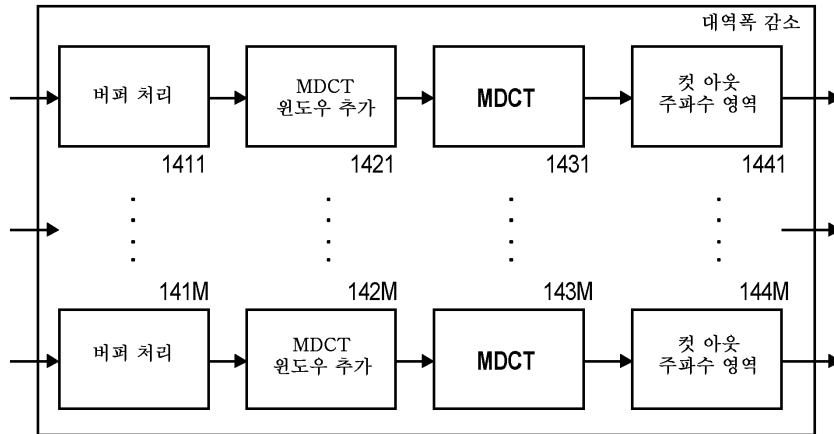 대역폭 감소
버퍼 처리
MDCT
윈도우 추가
MDCT
컷 아웃
주파수 영역
1411
1421
1431
1441
141M
142M
143M
144M
버퍼 처리
MDCT
윈도우 추가
MDCT
컷 아웃
주파수 영역